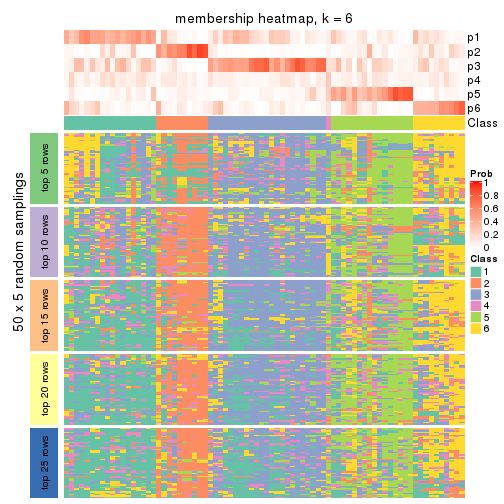 membership heatmap, k = 6
p1
p2
p3
p4
p5
p6
Class
50 x 5 random samplings
top 5 rows
top 10 rows
top 15 rows
top 20 rows
top 25 rows
Prob
1
0.8
0.6
0.4
0.2
0
Class
1
2
3
4
5
6